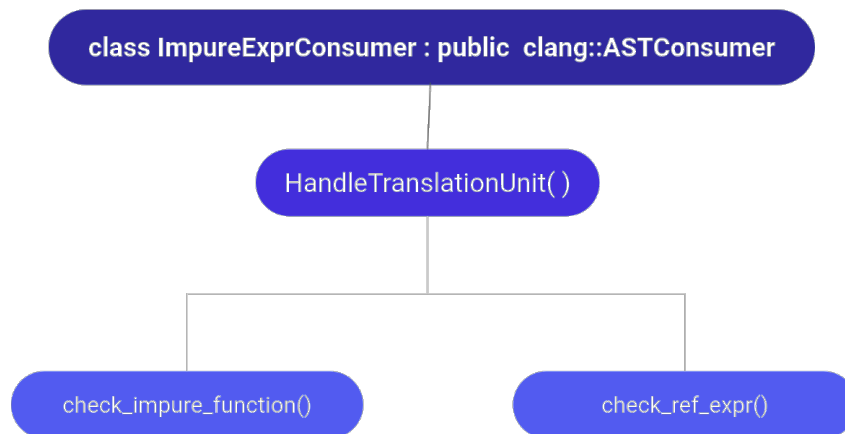 class ImpureExprConsumer : public  clang::ASTConsumer
HandleTranslationUnit( )
check_impure_function()
check_ref_expr()